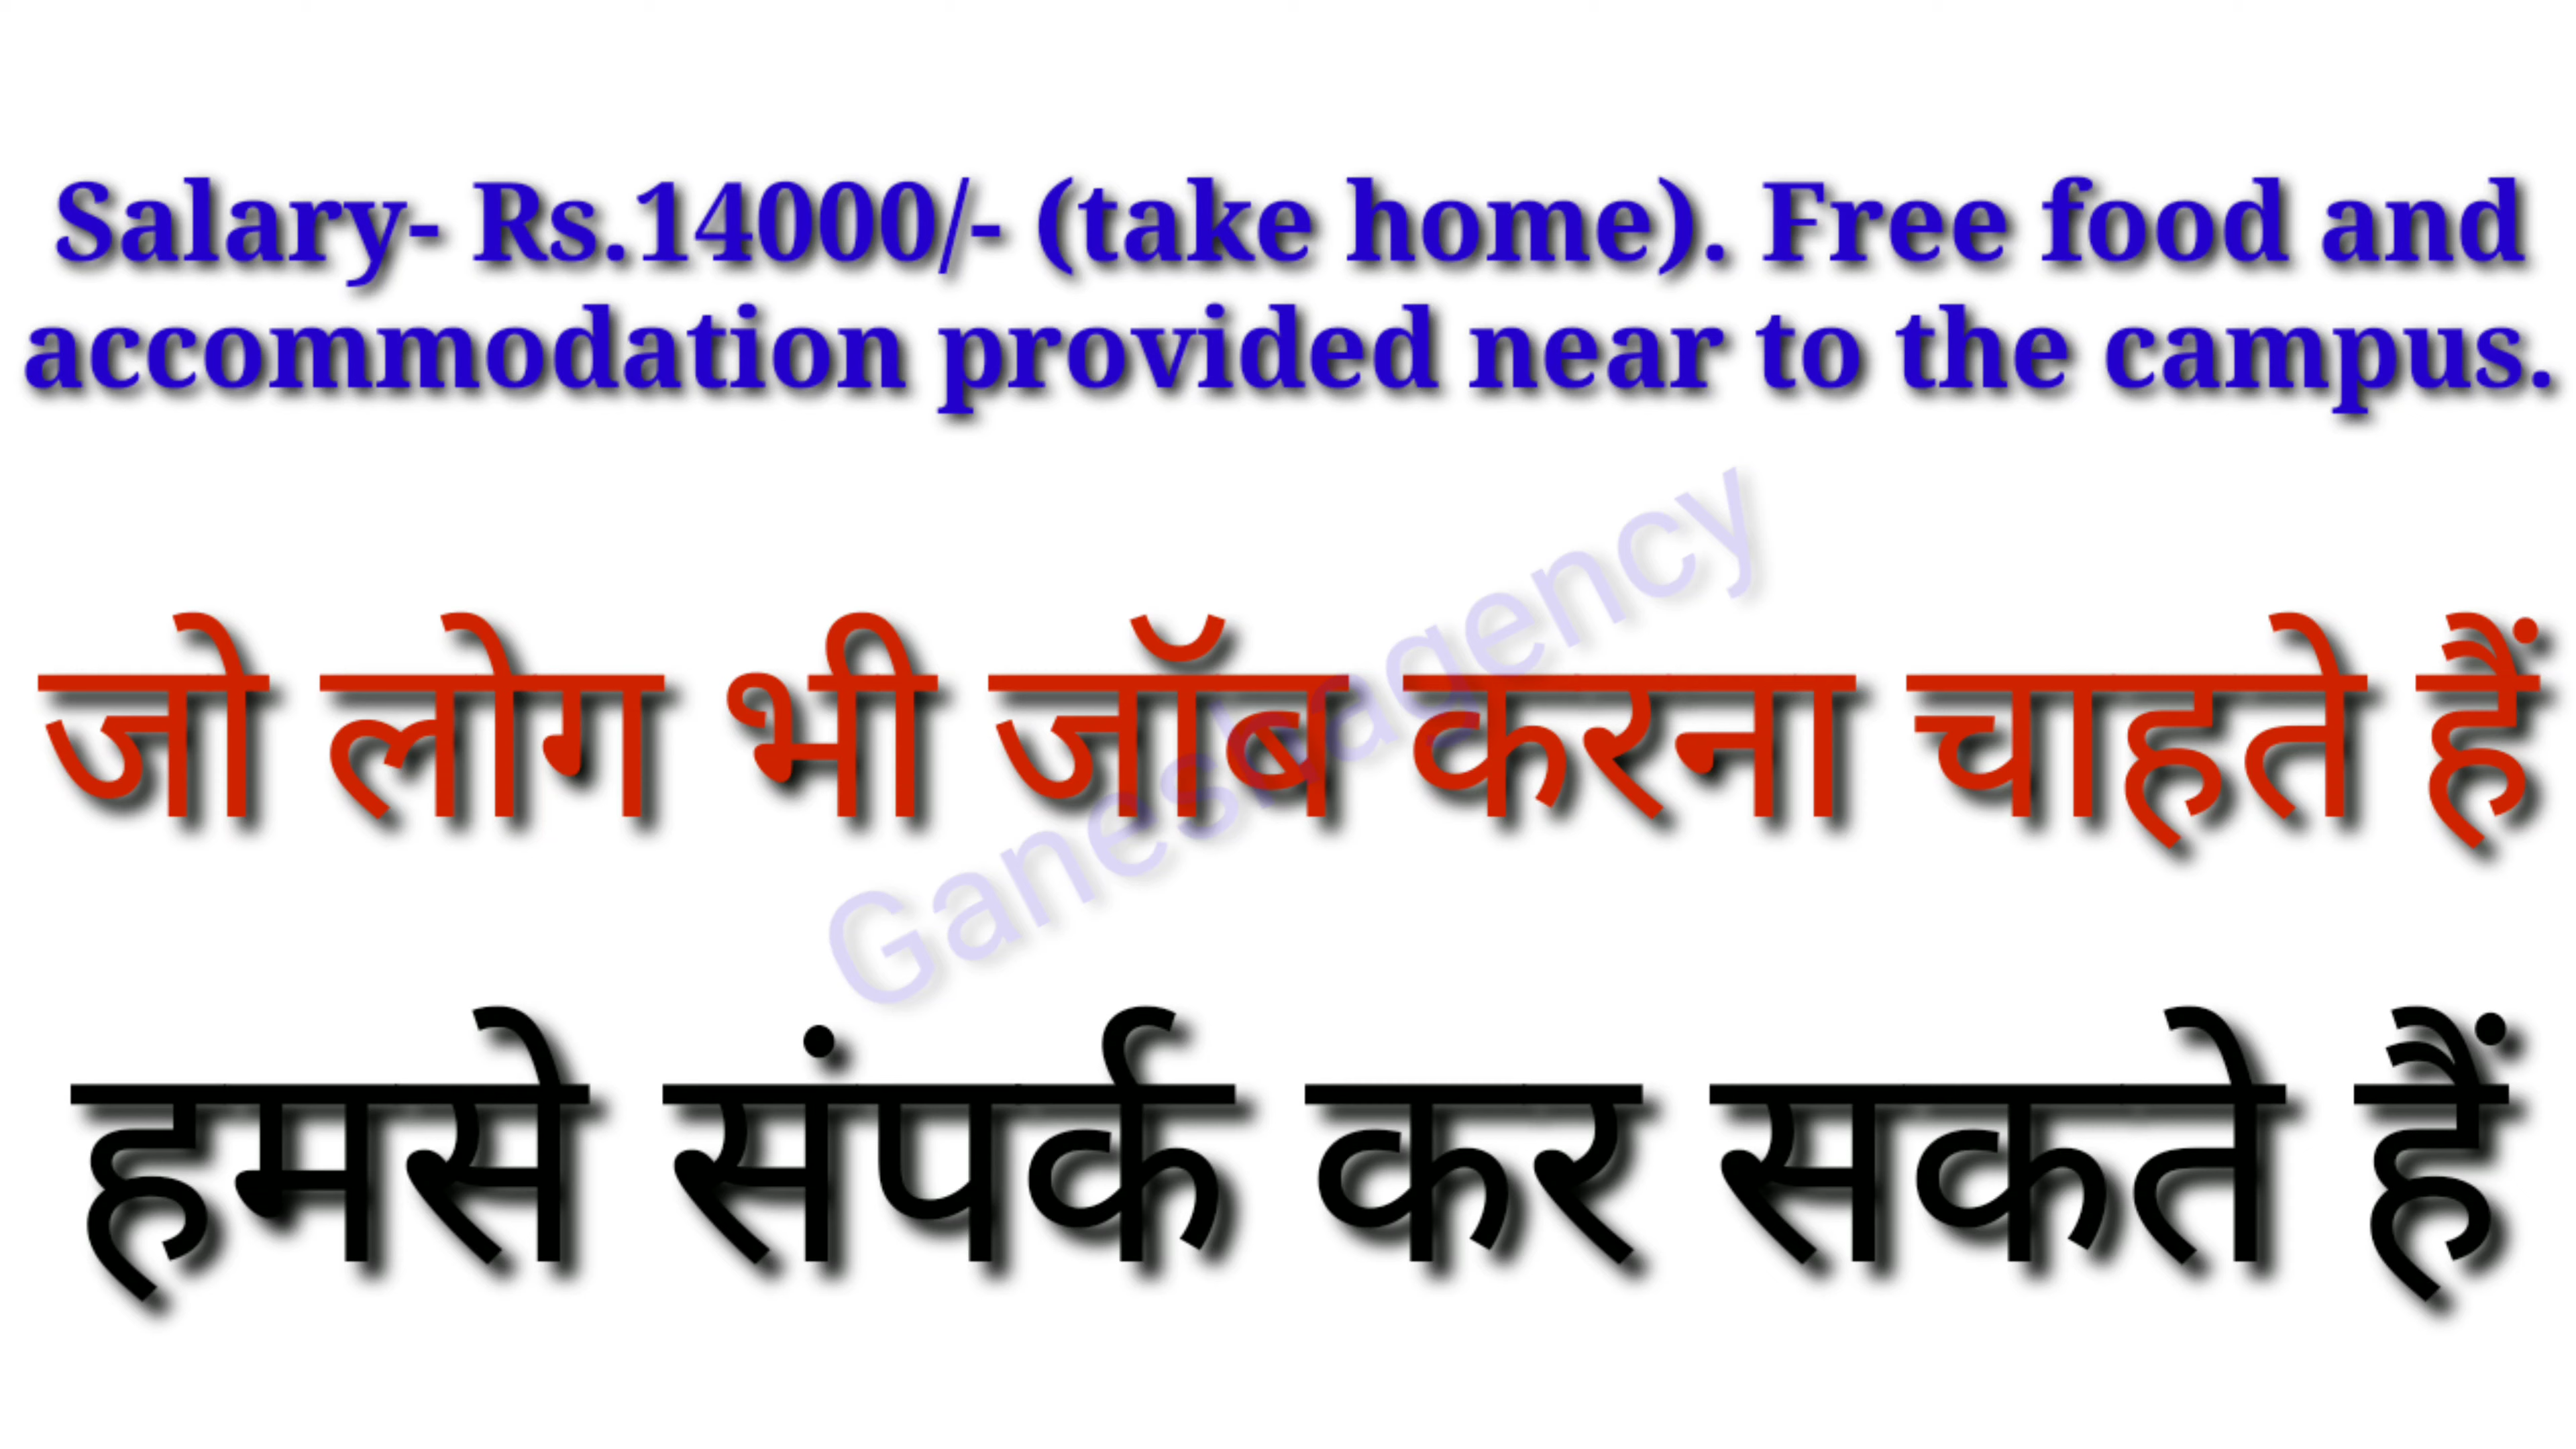 Salary- Rs.14000/- (take home). Free food and
accommodation provided near to the campus.
जो लोग भी जॉब करना चाहते हैं
Ganeshagency
हमसे संपर्क कर सकते हैं